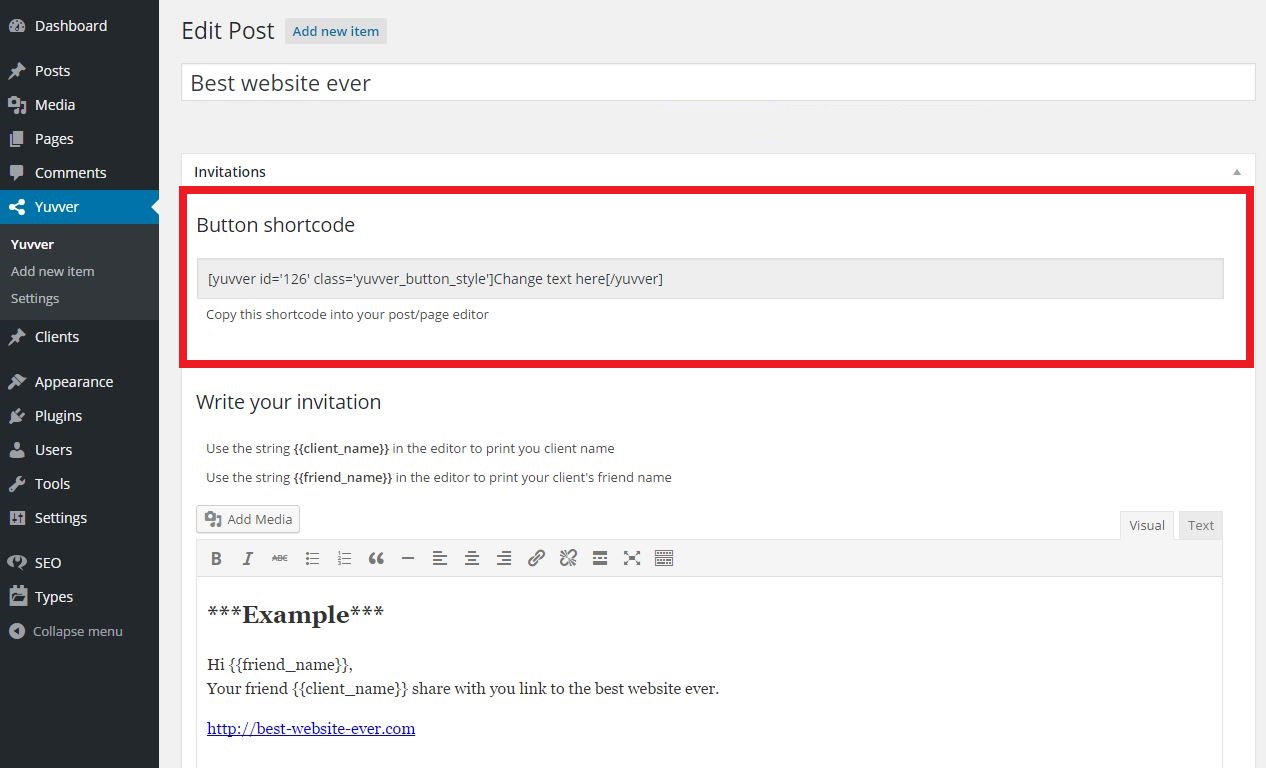 Dashboard
Posts
Media
Pages
Comments
Yuvver
Yuvver
Add new item
Settings
Clients
Appearance
Plugins
Users
Tools
Settings
SEO
Types
Collapse menu
Edit Post Add new item
Best website ever
Invitations
Button shortcode
[yuvver id='126' class='yuvver_button_style']Change text here[/yuvver]
Copy this shortcode into your post/page editor
Write your invitation
Use the string {{client_name}} in the editor to print you client name
Use the string {{friend_name}} in the editor to print your client's friend name
Add Media
Visual Text
B I ABC
***Example***
Hi {{friend_name}},
Your friend {{client_name}} share with you link to the best website ever.
http://best-website-ever.com